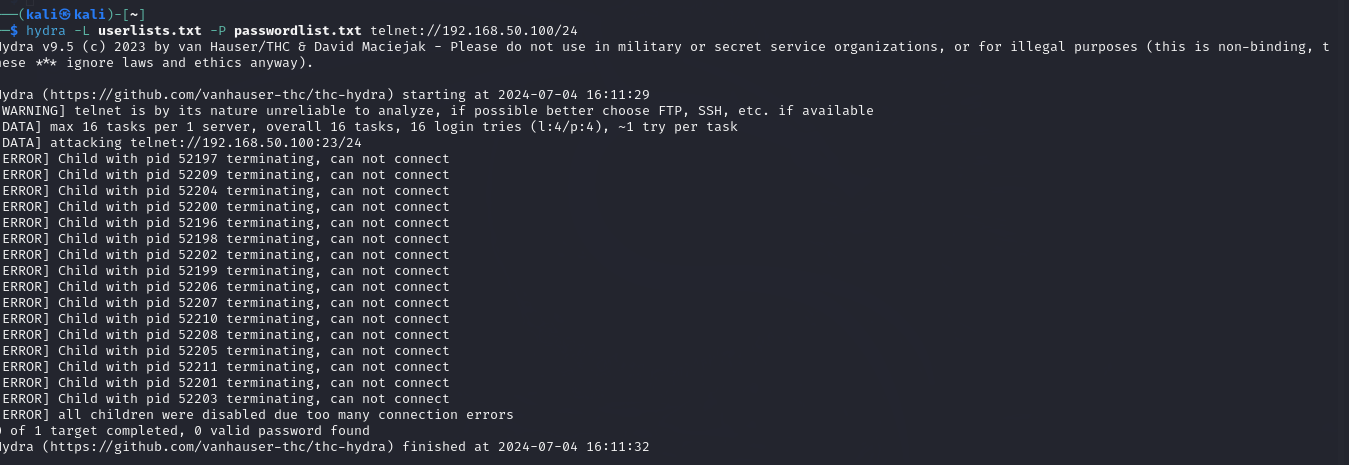 ──(kali㉿kali)-[~]
─$ hydra -L userlists.txt -P passwordlist.txt telnet://192.168.50.100/24
Hydra v9.5 (c) 2023 by van Hauser/THC & David Maciejak - Please do not use in military or secret service organizations, or for illegal purposes (this is non-binding, t
hese *** ignore laws and ethics anyway).
Hydra (https://github.com/vanhauser-thc/thc-hydra) starting at 2024-07-04 16:11:29
[WARNING] telnet is by its nature unreliable to analyze, if possible better choose FTP, SSH, etc. if available
[DATA] max 16 tasks per 1 server, overall 16 tasks, 16 login tries (l:4/p:4), ~1 try per task
[DATA] attacking telnet://192.168.50.100:23/24
[ERROR] Child with pid 52197 terminating, can not connect
[ERROR] Child with pid 52209 terminating, can not connect
[ERROR] Child with pid 52204 terminating, can not connect
[ERROR] Child with pid 52200 terminating, can not connect
[ERROR] Child with pid 52196 terminating, can not connect
[ERROR] Child with pid 52198 terminating, can not connect
[ERROR] Child with pid 52202 terminating, can not connect
[ERROR] Child with pid 52199 terminating, can not connect
[ERROR] Child with pid 52206 terminating, can not connect
[ERROR] Child with pid 52207 terminating, can not connect
[ERROR] Child with pid 52210 terminating, can not connect
[ERROR] Child with pid 52208 terminating, can not connect
[ERROR] Child with pid 52205 terminating, can not connect
[ERROR] Child with pid 52211 terminating, can not connect
[ERROR] Child with pid 52201 terminating, can not connect
[ERROR] Child with pid 52203 terminating, can not connect
[ERROR] all children were disabled due too many connection errors
0 of 1 target completed, 0 valid password found
Hydra (https://github.com/vanhauser-thc/thc-hydra) finished at 2024-07-04 16:11:32